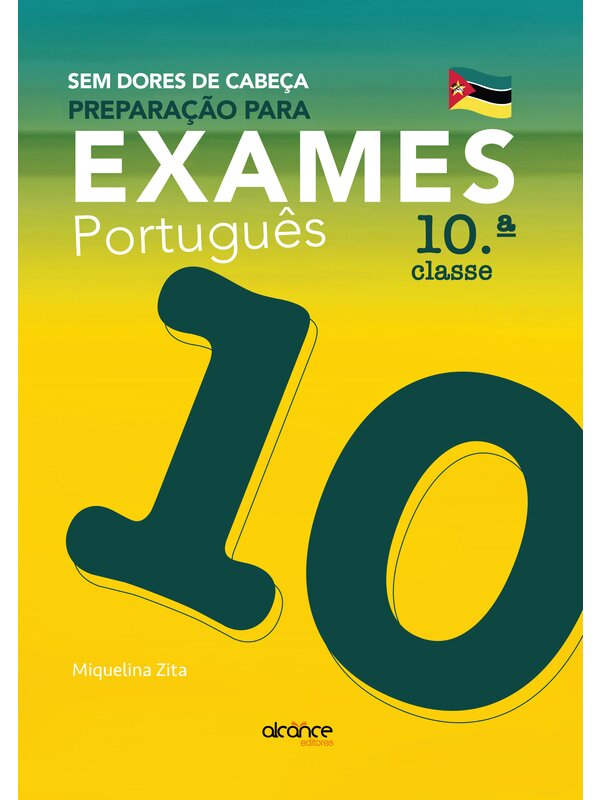 SEM DORES DE CABEÇA
PREPARAÇÃO PARA
EXAMES
Português
10.ª
classe
10
Miquelina Zita
alcance
editores